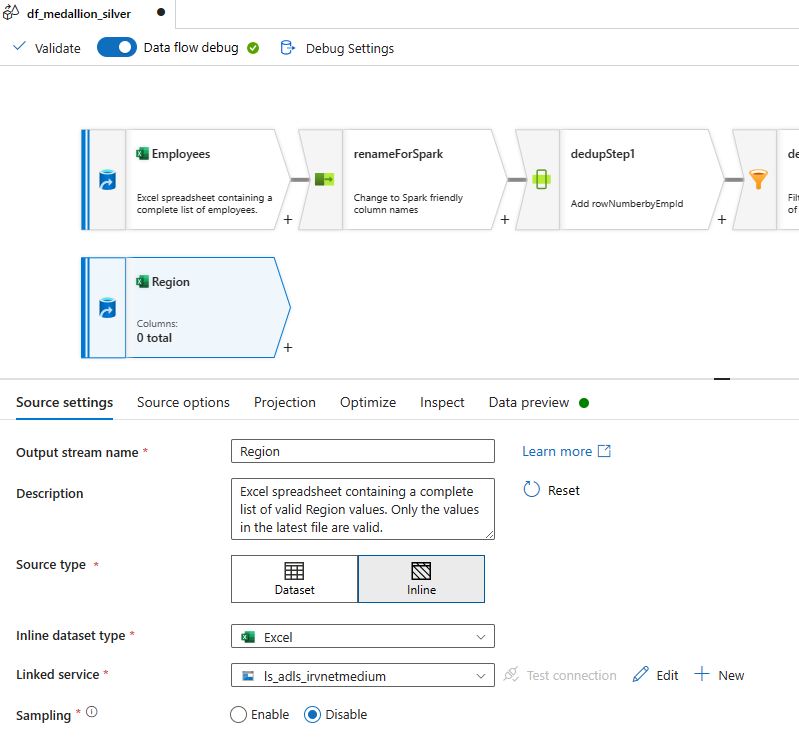 df_medallion_silver
Validate Data flow debug Debug Settings
Employees
Excel spreadsheet containing a
complete list of employees.
+
renameForSpark
Change to Spark friendly
column names
+
dedupStep1
Add rowNumberbyEmpId
+
de
Filt
of
Region
Columns:
0 total
+
Source settings Source options Projection Optimize Inspect Data preview
Output stream name * Region Learn more
Description Excel spreadsheet containing a complete
list of valid Region values. Only the values
in the latest file are valid.
Reset
Source type * Dataset Inline
Inline dataset type * Excel
Linked service * ls_adls_irvnetmedium Test connection Edit New
Sampling * Enable Disable